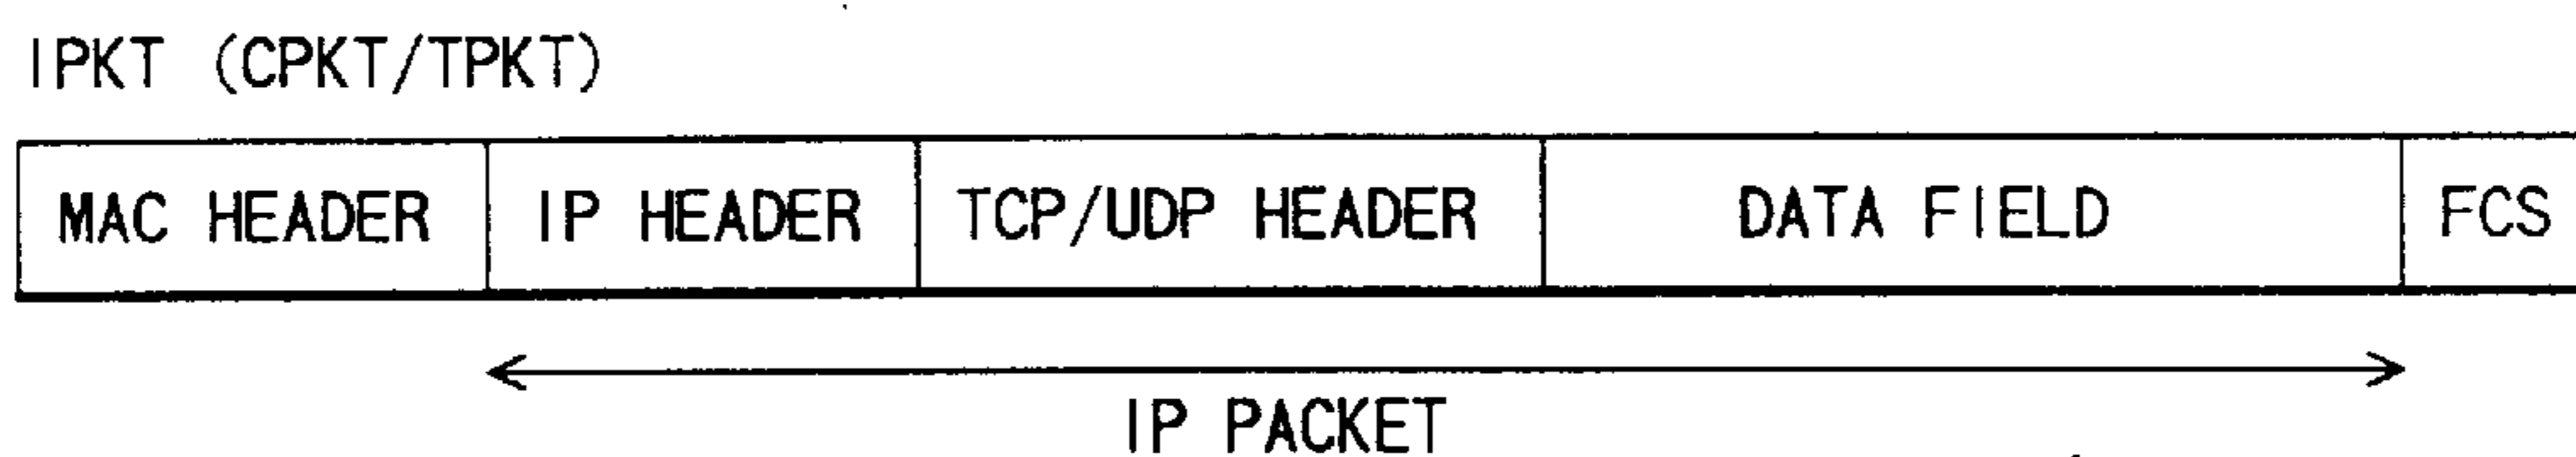 IPKT (CPKT/TPKT)
MAC HEADER IP HEADER TCP/UDP HEADER DATA FIELD FCS
IP PACKET